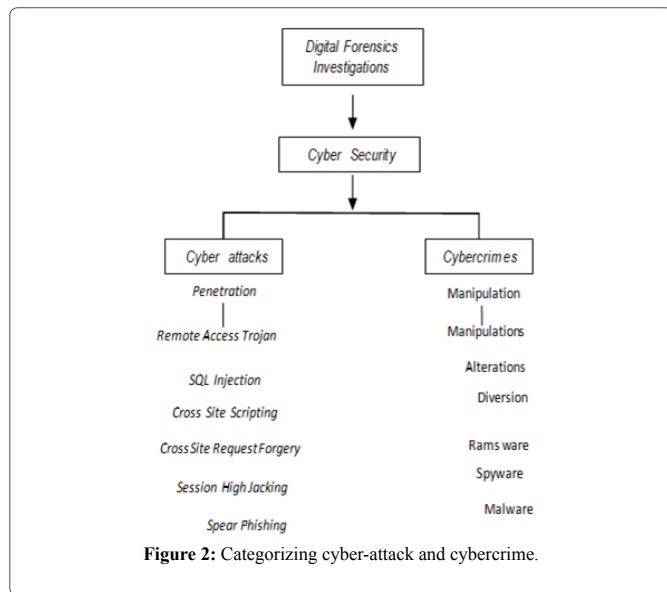 Digital Forensics
Investigations
Cyber Security
Cyber attacks
Penetration
Remote Access Trojan
SQL Injection
Cross Site Scripting
Cross Site Request Forgery
Session High Jacking
Spear Phishing
Cybercrimes
Manipulation
Manipulations
Alterations
Diversion
Rams ware
Spyware
Malware
Figure 2: Categorizing cyber-attack and cybercrime.